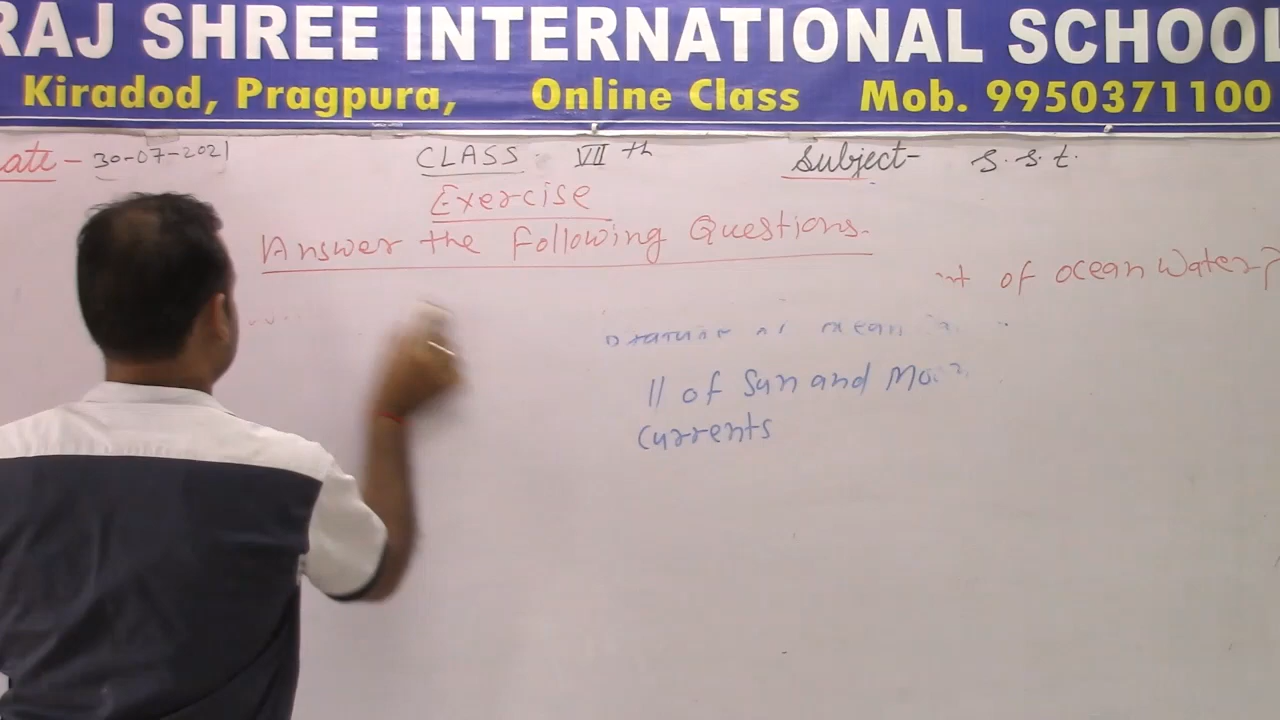 RAJ SHREE INTERNATIONAL SCHOOL
Kiradod, Pragpura, Online Class Mob. 9950371100
ate - 30-07-2021 CLASS VII th Subject- S.S.t.
Exercise
Answer the following Questions.
of ocean water?
ll of Sun and Mo
Currents